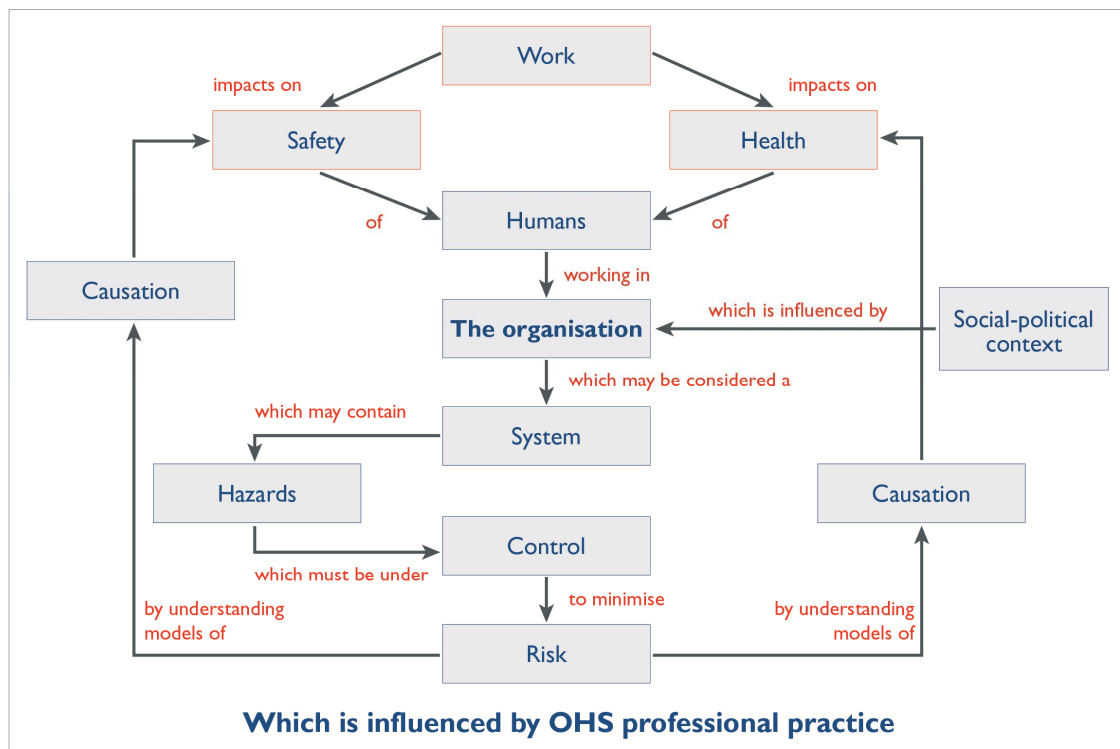 Work
impacts on
impacts on
Safety
Health
of
Humans
of
working in
Causation
The organisation
which is influenced by
Social-political
context
which may be considered a
which may contain
System
Hazards
Causation
Control
which must be under
to minimise
by understanding
models of
by understanding
models of
Risk
Which is influenced by OHS professional practice